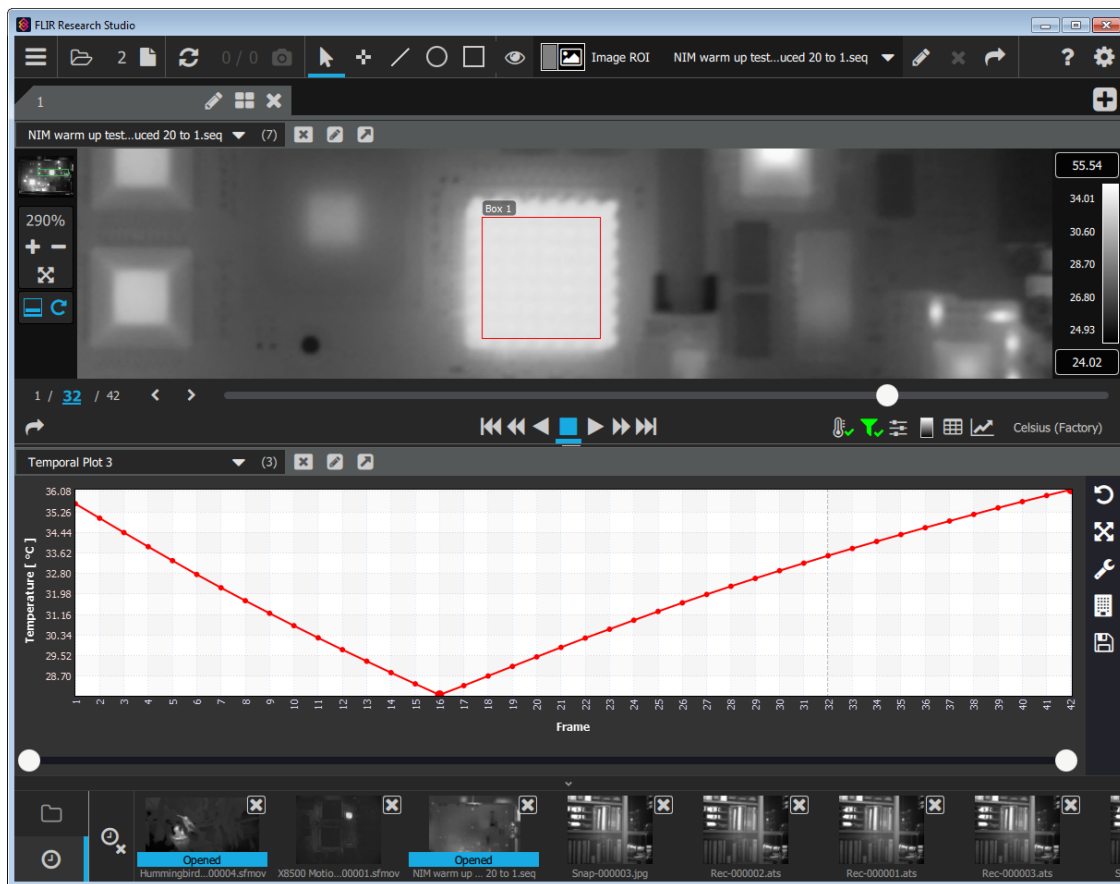 FLIR Research Studio
2
0 / 0
Image ROI
NIM warm up test...uced 20 to 1.seq
?
1
NIM warm up test...uced 20 to 1.seq
(7)
290%
Box 1
55.54
34.01
30.60
28.70
26.80
24.93
24.02
1 / 32 / 42
Celsius (Factory)
Temporal Plot 3
(3)
Temperature [ °C ]
36.08
35.26
34.44
33.62
32.80
31.98
31.16
30.34
29.52
28.70
1 2 3 4 5 6 7 8 9 10 11 12 13 14 15 16 17 18 19 20 21 22 23 24 25 26 27 28 29 30 31 32 33 34 35 36 37 38 39 40 41 42
Frame
Opened
Opened
Hummingbird...00004.sfmov
X8500 Motio...00001.sfmov
NIM warm up ... 20 to 1.seq
Snap-000003.jpg
Rec-000002.ats
Rec-000001.ats
Rec-000003.ats